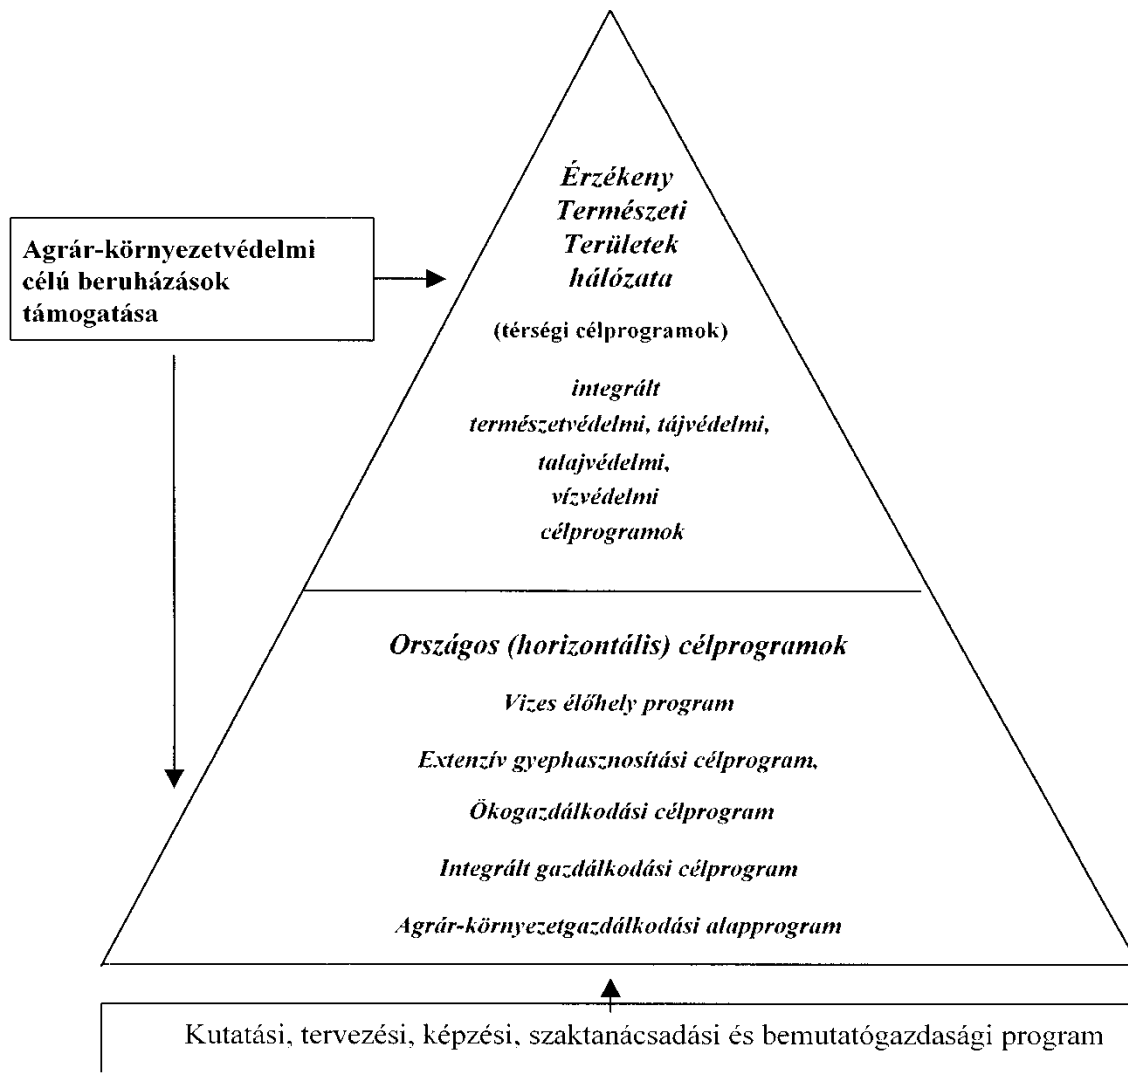 Érzékeny
Természeti
Területek
hálózata
Agrár-környezetvédelmi
célú beruházások
támogatása
(térségi célprogramok)
integrált
természetvédelmi, tájvédelmi,
talajvédelmi,
vízvédelmi
célprogramok
Országos (horizontális) célprogramok
Vizes élőhely program
Extenzív gyephasznosítási célprogram,
Ökogazdálkodási célprogram
Integrált gazdálkodási célprogram
Agrár-környezetgazdálkodási alapprogram
Kutatási, tervezési, képzési, szaktanácsadási és bemutatógazdasági program